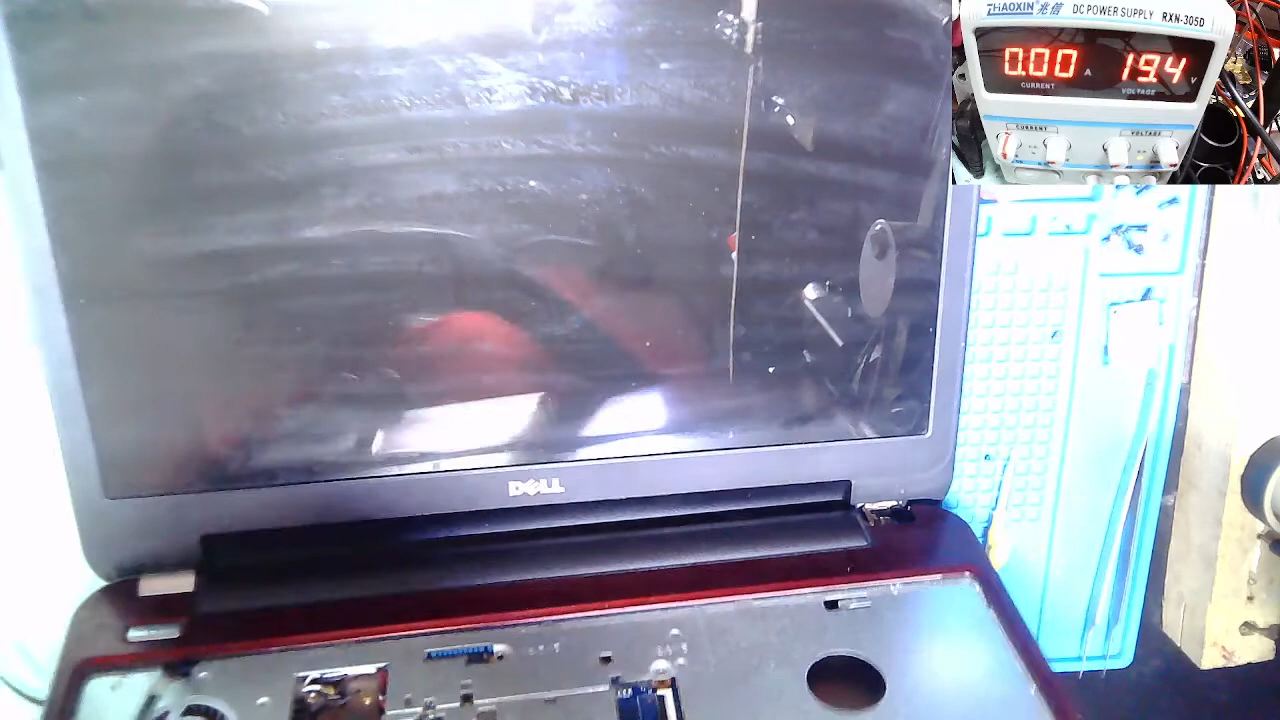 ZHAOXIN 兆信 DC POWER SUPPLY RXN-305D
0.00 A 19.4 V
CURRENT VOLTAGE
CURRENT VOLTAGE
DELL